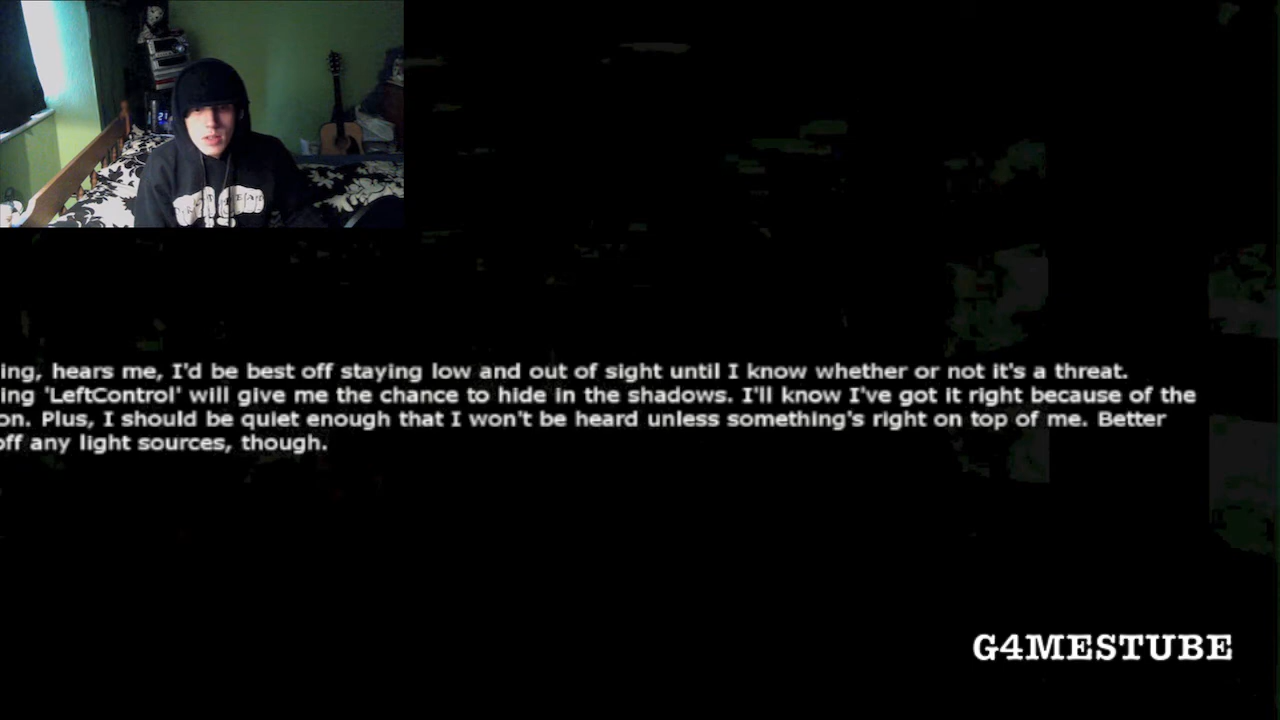 ing, hears me, I'd be best off staying low and out of sight until I know whether or not it's a threat.
ing 'LeftControl' will give me the chance to hide in the shadows. I'll know I've got it right because of the
on. Plus, I should be quiet enough that I won't be heard unless something's right on top of me. Better
off any light sources, though.
G4MESTUBE